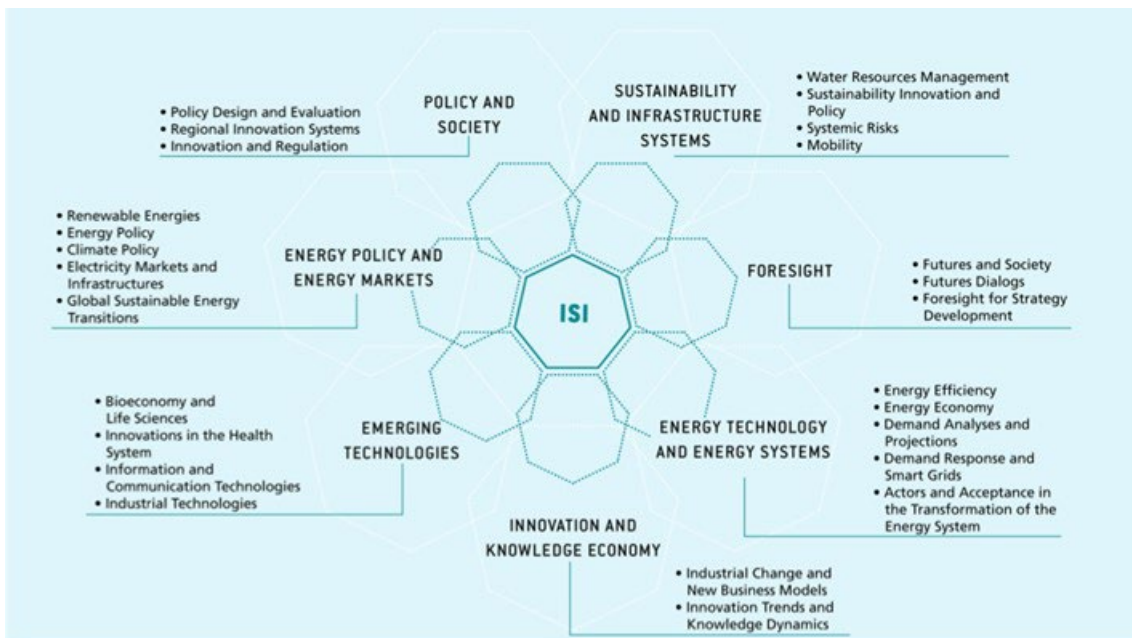 POLICY AND
SOCIETY
• Policy Design and Evaluation
• Regional Innovation Systems
• Innovation and Regulation
SUSTAINABILITY
AND INFRASTRUCTURE
SYSTEMS
• Water Resources Management
• Sustainability Innovation and
Policy
• Systemic Risks
• Mobility
ENERGY POLICY AND
ENERGY MARKETS
• Renewable Energies
• Energy Policy
• Climate Policy
• Electricity Markets and
Infrastructures
• Global Sustainable Energy
Transitions
ISI
FORESIGHT
• Futures and Society
• Futures Dialogs
• Foresight for Strategy
Development
EMERGING
TECHNOLOGIES
• Bioeconomy and
Life Sciences
• Innovations in the Health
System
• Information and
Communication Technologies
• Industrial Technologies
ENERGY TECHNOLOGY
AND ENERGY SYSTEMS
• Energy Efficiency
• Energy Economy
• Demand Analyses and
Projections
• Demand Response and
Smart Grids
• Actors and Acceptance in
the Transformation of the
Energy System
INNOVATION AND
KNOWLEDGE ECONOMY
• Industrial Change and
New Business Models
• Innovation Trends and
Knowledge Dynamics